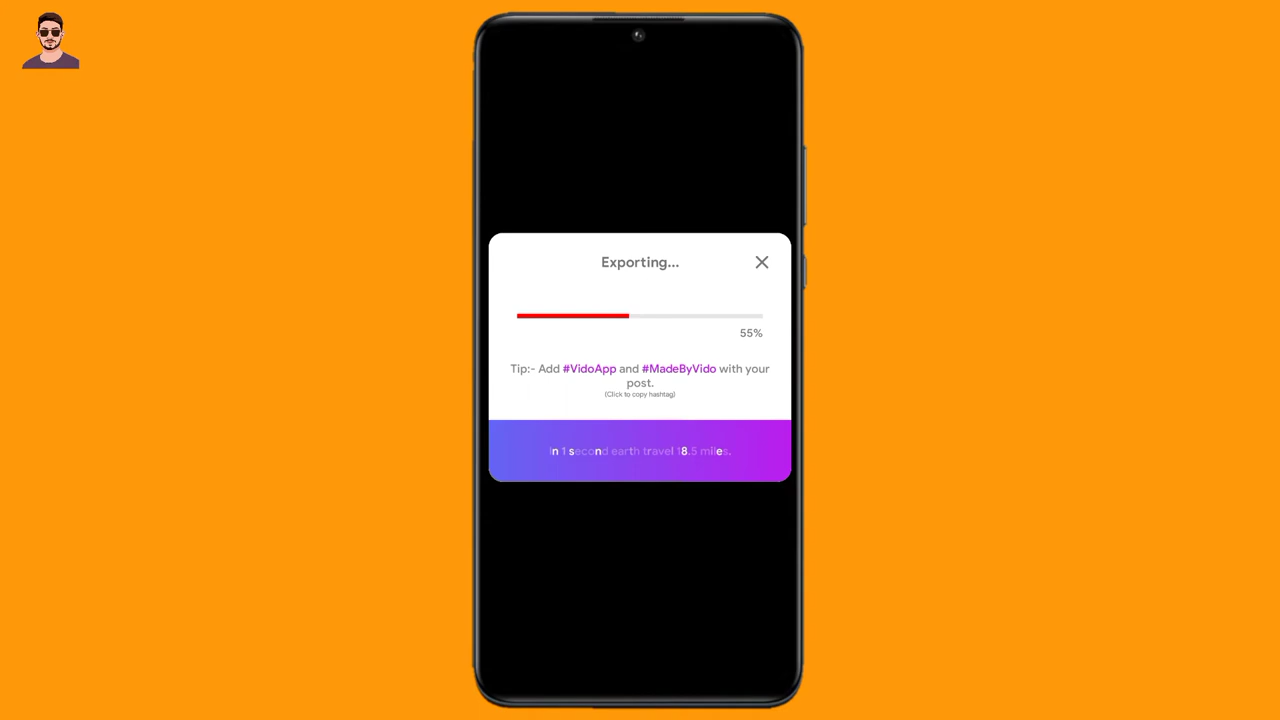 Exporting...
55%
Tip:- Add #VidoApp and #MadeByVido with your
post.
(Click to copy hashtag)
In 1 second earth travel 18.5 miles.